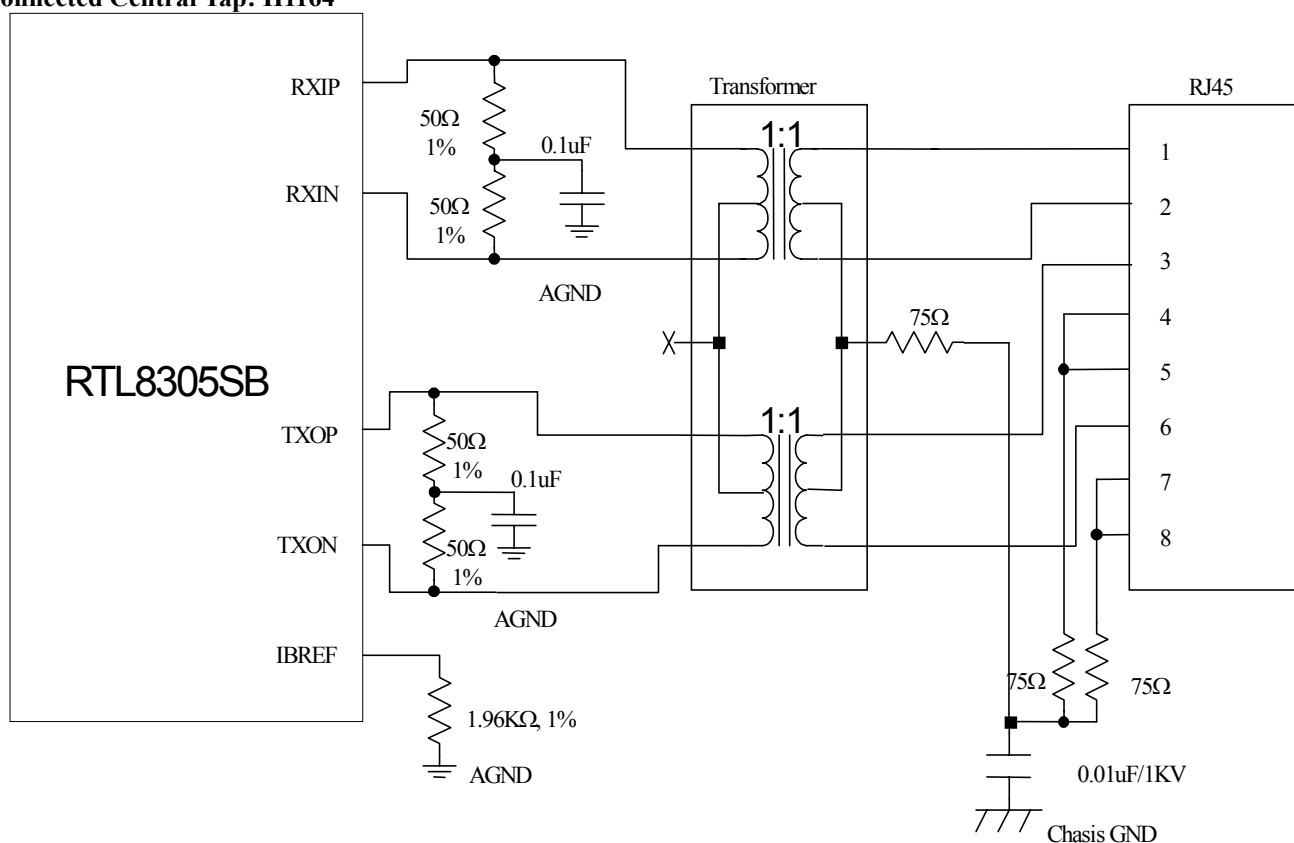 Connected Central Tap: H1164
RXIP
Transformer
RJ45
50Ω
1%
0.1uF
1:1
1
RXIN
50Ω
1%
2
AGND
3
75Ω
4
RTL8305SB
5
TXOP
50Ω
1%
0.1uF
1:1
6
7
TXON
50Ω
1%
8
AGND
IBREF
75Ω
75Ω
1.96KΩ, 1%
AGND
0.01uF/1KV
Chasis GND